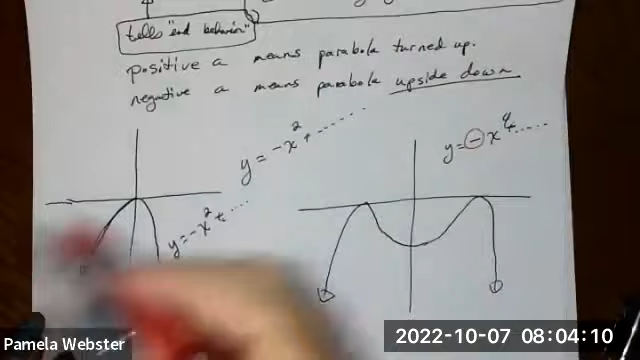 tells "end behavior"
positive a means parabola turned up.
negative a means parabola upside down
y = -x² + ......
y = -x⁴ + .....
y = -x² + ....
Pamela Webster
2022-10-07 08:04:10